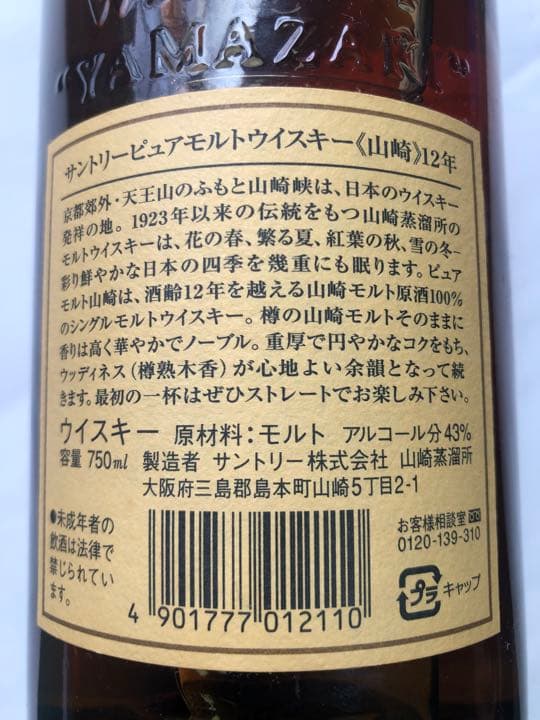 "YAMAZAKI"
サントリーピュアモルトウイスキー《山崎》12年
京都郊外・天王山のふもと山崎峡は、日本のウイスキー
発祥の地。1923年以来の伝統をもつ山崎蒸溜所の
モルトウイスキーは、花の春、繁る夏、紅葉の秋、雪の冬–
彩り鮮やかな日本の四季を幾重にも眠ります。ピュア
モルト山崎は、酒齢12年を越える山崎モルト原酒100%
のシングルモルトウイスキー。樽の山崎モルトそのままに
香りは高く華やかでノーブル。重厚で円やかなコクをもち、
ウッディネス（樽熟木香）が心地よい余韻となって続
きます。最初の一杯はぜひストレートでお楽しみ下さい。
ウイスキー 原材料：モルト アルコール分43%
容量 750ml 製造者 サントリー株式会社 山崎蒸溜所
大阪府三島郡島本町山崎5丁目2-1
●未成年者の
飲酒は法律で
禁じられてい
ます。
お客様相談室
0120-139-310
プラ キャップ
4 901777 012110